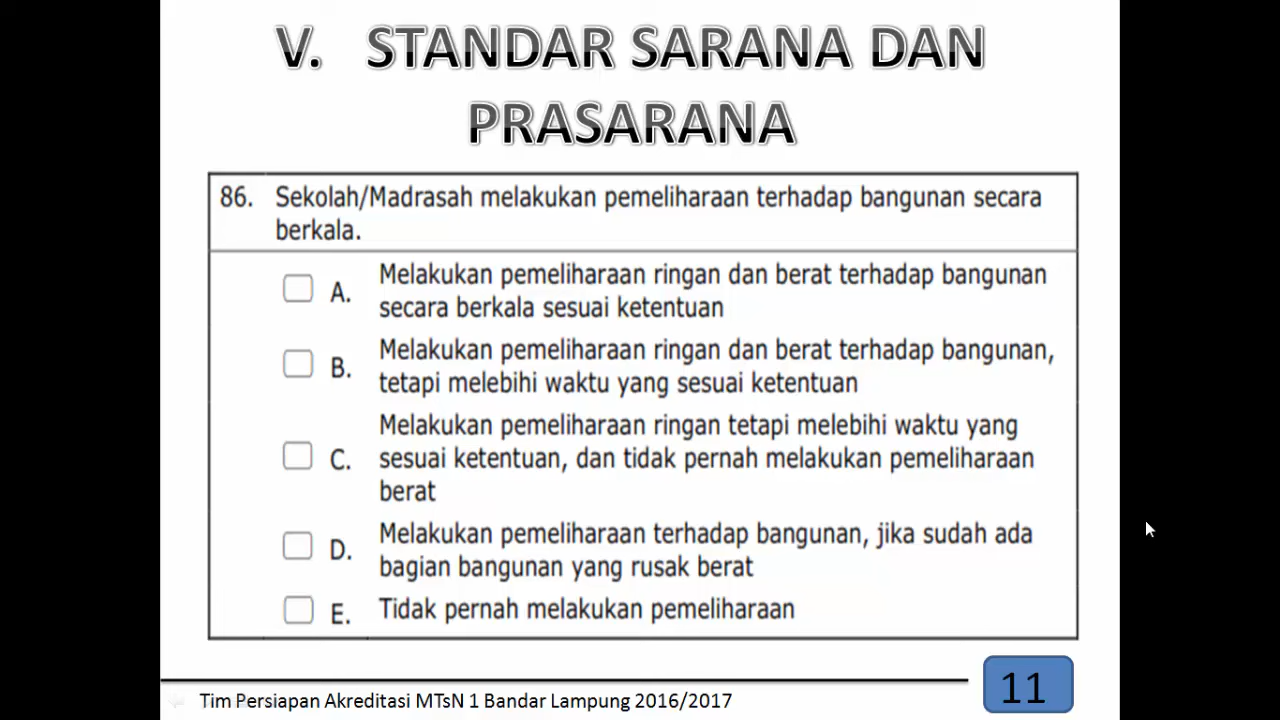 V. STANDAR SARANA DAN
PRASARANA
86. Sekolah/Madrasah melakukan pemeliharaan terhadap bangunan secara
berkala.
A. Melakukan pemeliharaan ringan dan berat terhadap bangunan
secara berkala sesuai ketentuan
B. Melakukan pemeliharaan ringan dan berat terhadap bangunan,
tetapi melebihi waktu yang sesuai ketentuan
C. Melakukan pemeliharaan ringan tetapi melebihi waktu yang
sesuai ketentuan, dan tidak pernah melakukan pemeliharaan
berat
D. Melakukan pemeliharaan terhadap bangunan, jika sudah ada
bagian bangunan yang rusak berat
E. Tidak pernah melakukan pemeliharaan
Tim Persiapan Akreditasi MTsN 1 Bandar Lampung 2016/2017
11